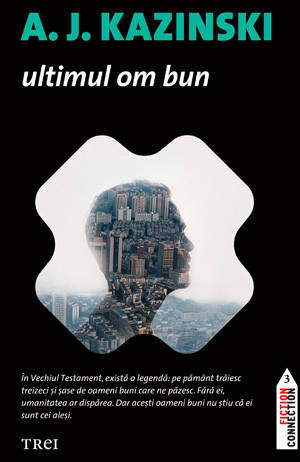 A. J. KAZINSKI
ultimul om bun
În Vechiul Testament, există o legendă: pe pământ trăiesc
treizeci și șase de oameni buni care ne păzesc. Fără ei,
umanitatea ar dispărea. Dar acești oameni buni nu știu că ei
sunt cei aleși.
TREI
3
FICTION
CONNECTION